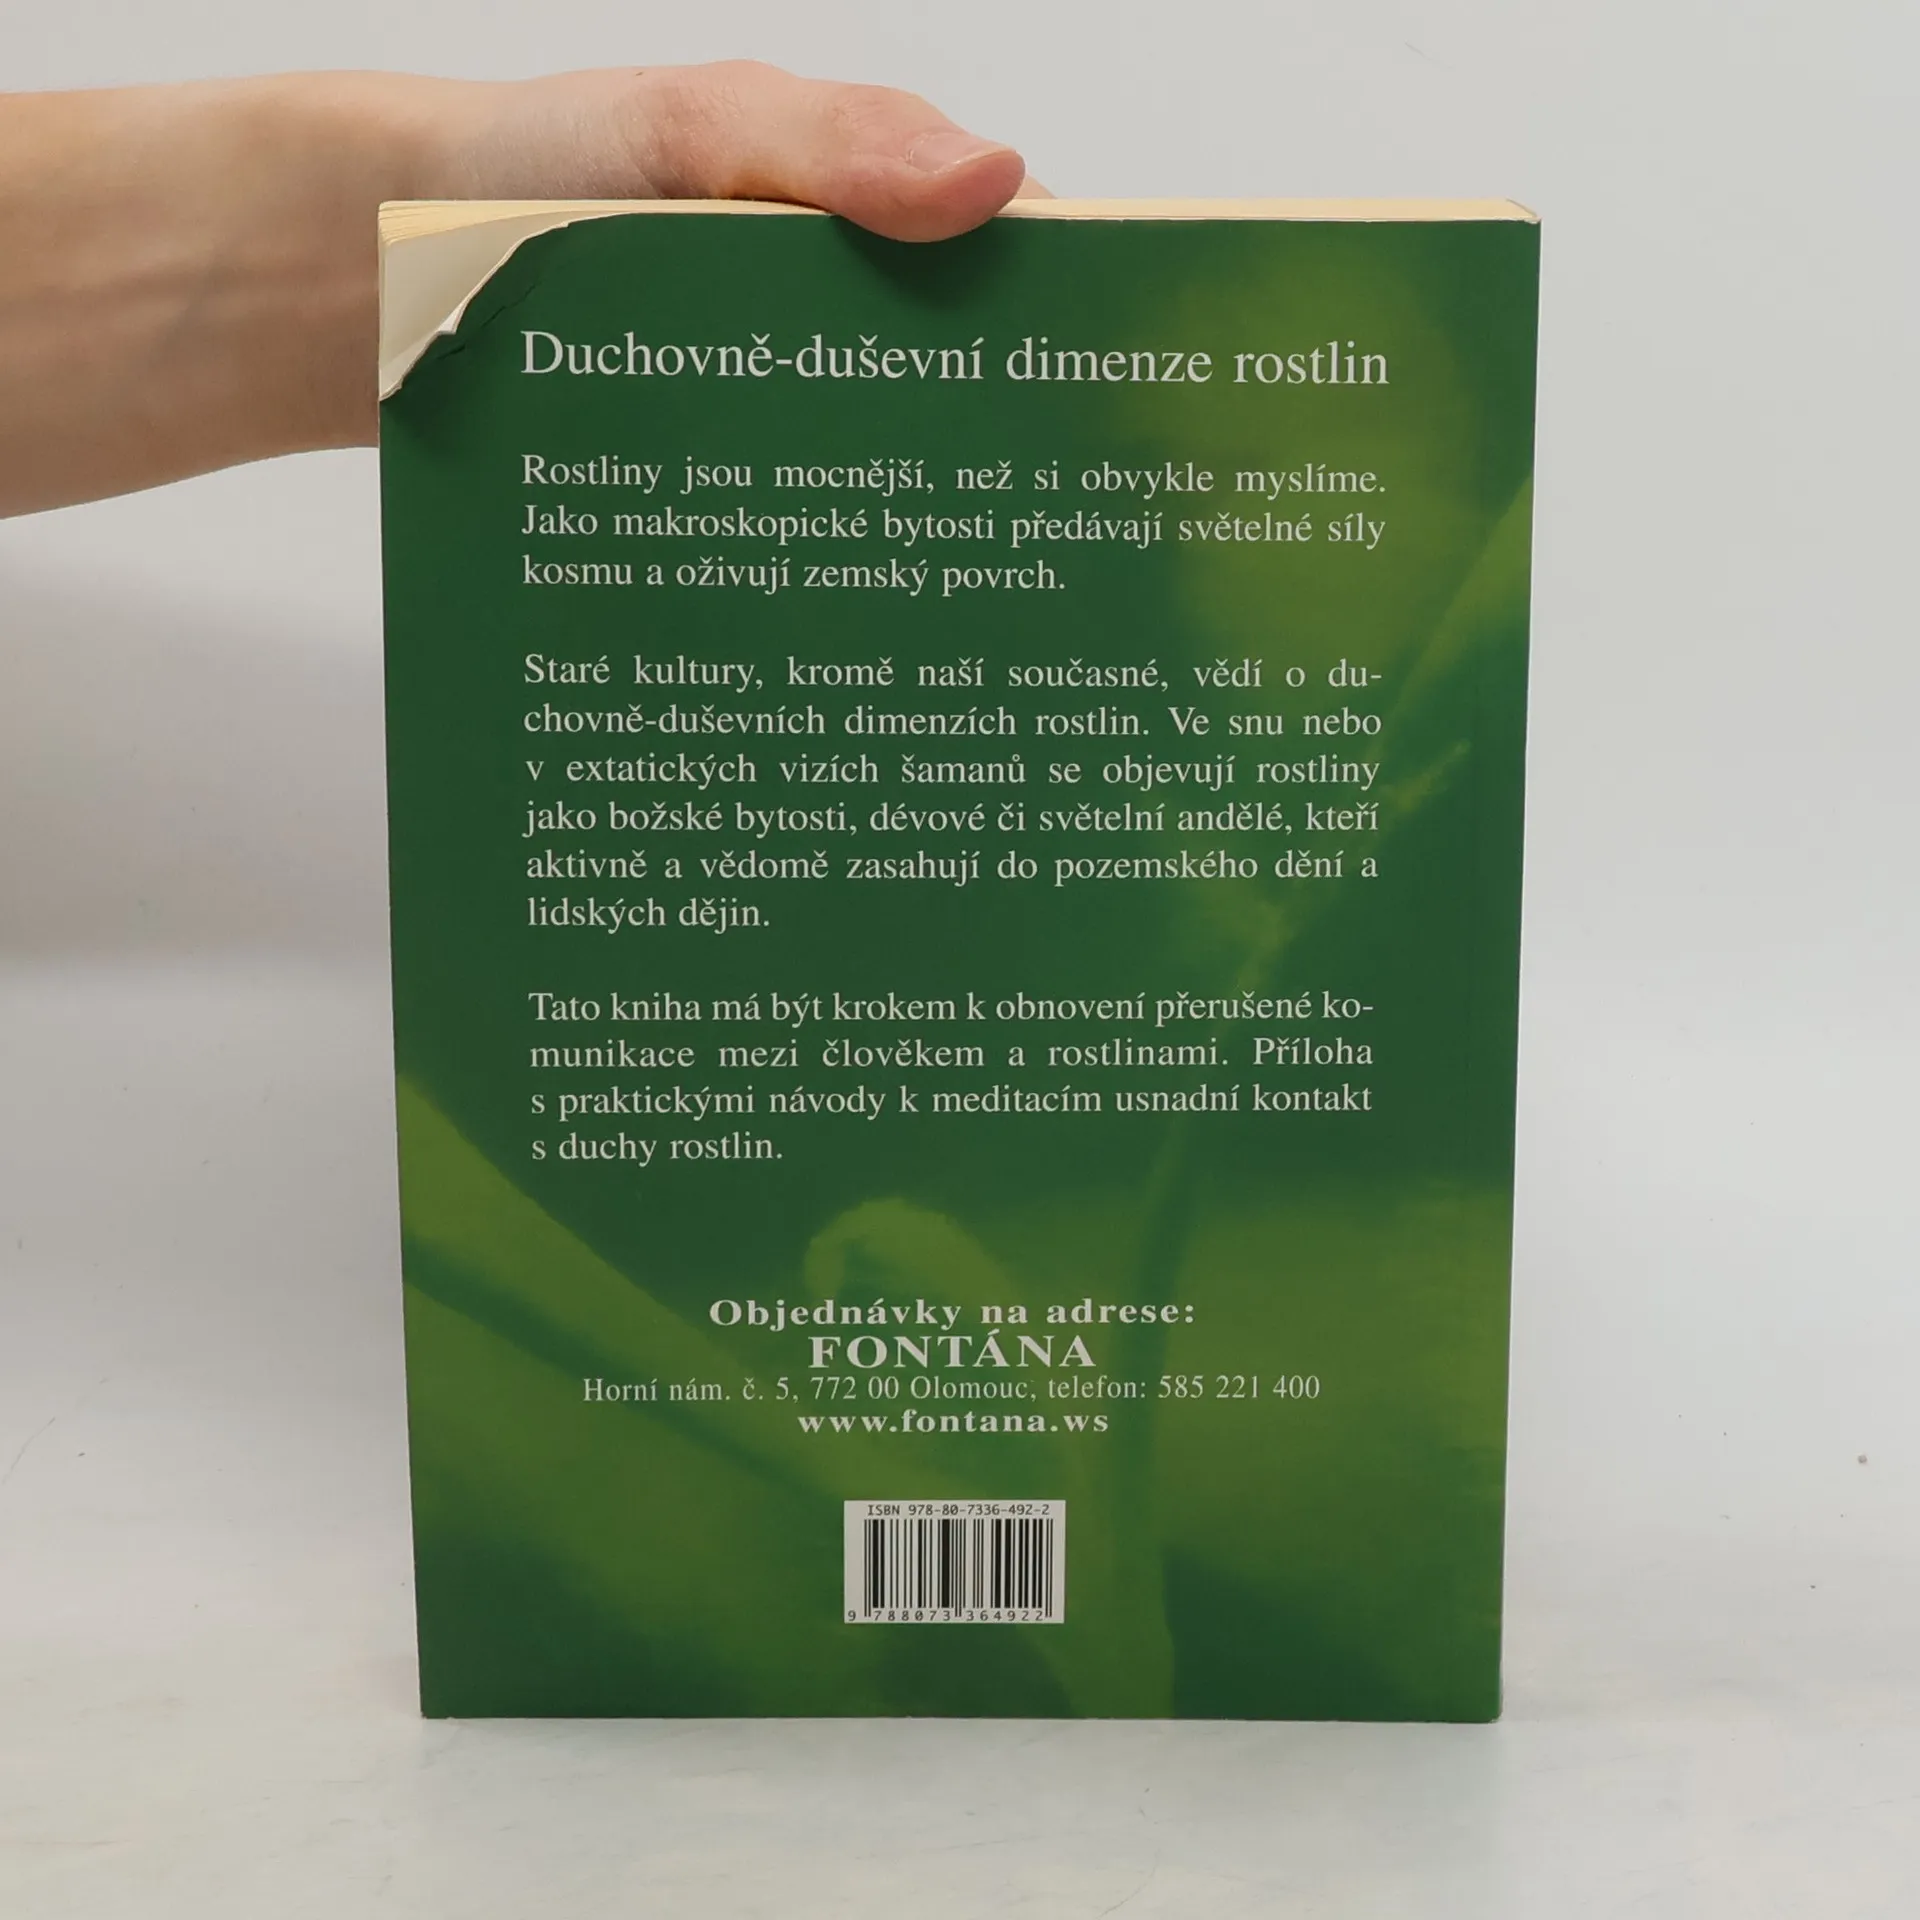 Duchovně-duševní dimenze rostlin
Rostliny jsou mocnější, než si obvykle myslíme.
Jako makroskopické bytosti předávají světelné síly
kosmu a oživují zemský povrch.
Staré kultury, kromě naší současné, vědí o du-
chovně-duševních dimenzích rostlin. Ve snu nebo
v extatických vizích šamanů se objevují rostliny
jako božské bytosti, dévové či světelní andělé, kteří
aktivně a vědomě zasahují do pozemského dění a
lidských dějin.
Tato kniha má být krokem k obnovení přerušené ko-
munikace mezi člověkem a rostlinami. Příloha
s praktickými návody k meditacím usnadní kontakt
s duchy rostlin.
Objednávky na adrese:
FONTÁNA
Horní nám. č. 5, 772 00 Olomouc, telefon: 585 221 400
www.fontana.ws
ISBN 978-80-7336-492-2
9 788073 364922